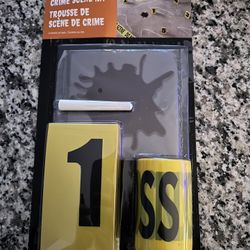 CRIME SCENE KIT
TROUSSE DE
SCÈNE DE CRIME
1
SS